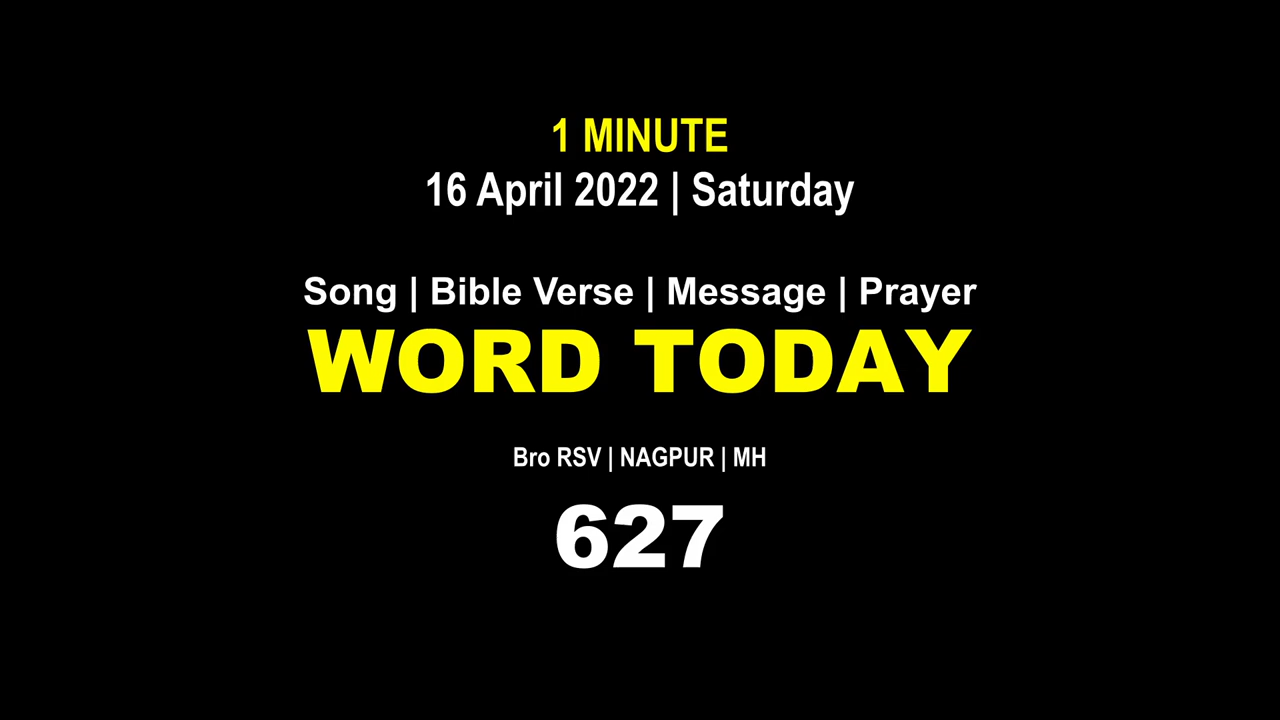 1 MINUTE
16 April 2022 | Saturday
Song | Bible Verse | Message | Prayer
WORD TODAY
Bro RSV | NAGPUR | MH
627